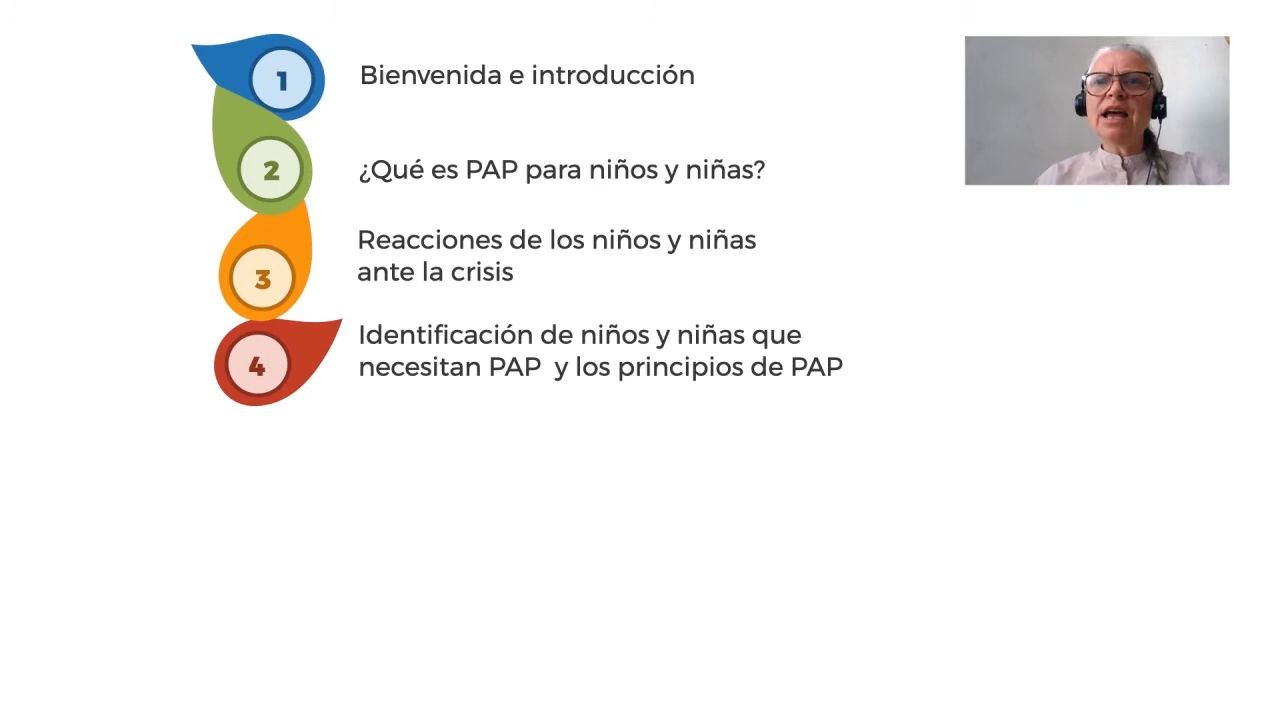 1
Bienvenida e introducción
2
¿Qué es PAP para niños y niñas?
3
Reacciones de los niños y niñas
ante la crisis
4
Identificación de niños y niñas que
necesitan PAP y los principios de PAP